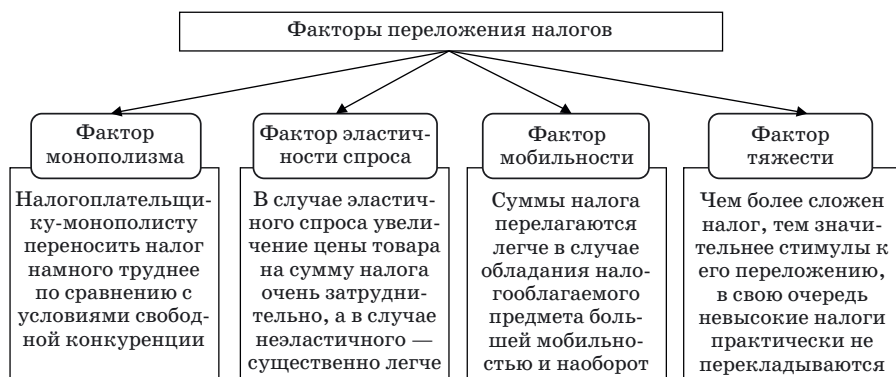 Факторы переложения налогов
Фактор
монополизма
Налогоплательщи-
ку-монополисту
переносить налог
намного труднее
по сравнению с
условиями свобод-
ной конкуренции
Фактор эластич-
ности спроса
В случае эластич-
ного спроса увели-
чение цены товара
на сумму налога
очень затрудни-
тельно, а в случае
неэластичного —
существенно легче
Фактор
мобильности
Суммы налога
перелагаются
легче в случае
обладания нало-
гооблагаемого
предмета боль-
шей мобильно-
стью и наоборот
Фактор
тяжести
Чем более сложен
налог, тем значи-
тельнее стимулы к
его переложению,
в свою очередь
невысокие налоги
практически не
перекладываются